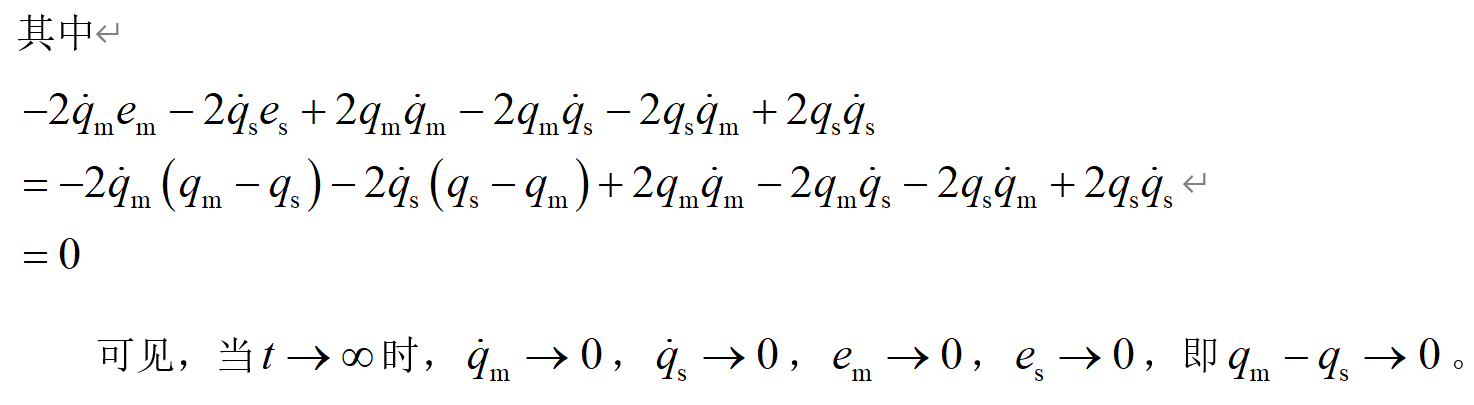 其中↵
−2q̇ₘeₘ − 2q̇ₛeₛ + 2qₘq̇ₘ − 2qₘq̇ₛ − 2qₛq̇ₘ + 2qₛq̇ₛ
= −2q̇ₘ(qₘ − qₛ) − 2q̇ₛ(qₛ − qₘ) + 2qₘq̇ₘ − 2qₘq̇ₛ − 2qₛq̇ₘ + 2qₛq̇ₛ ↵
= 0
可见，当 t → ∞ 时，q̇ₘ → 0，q̇ₛ → 0，eₘ → 0，eₛ → 0，即 qₘ − qₛ → 0。